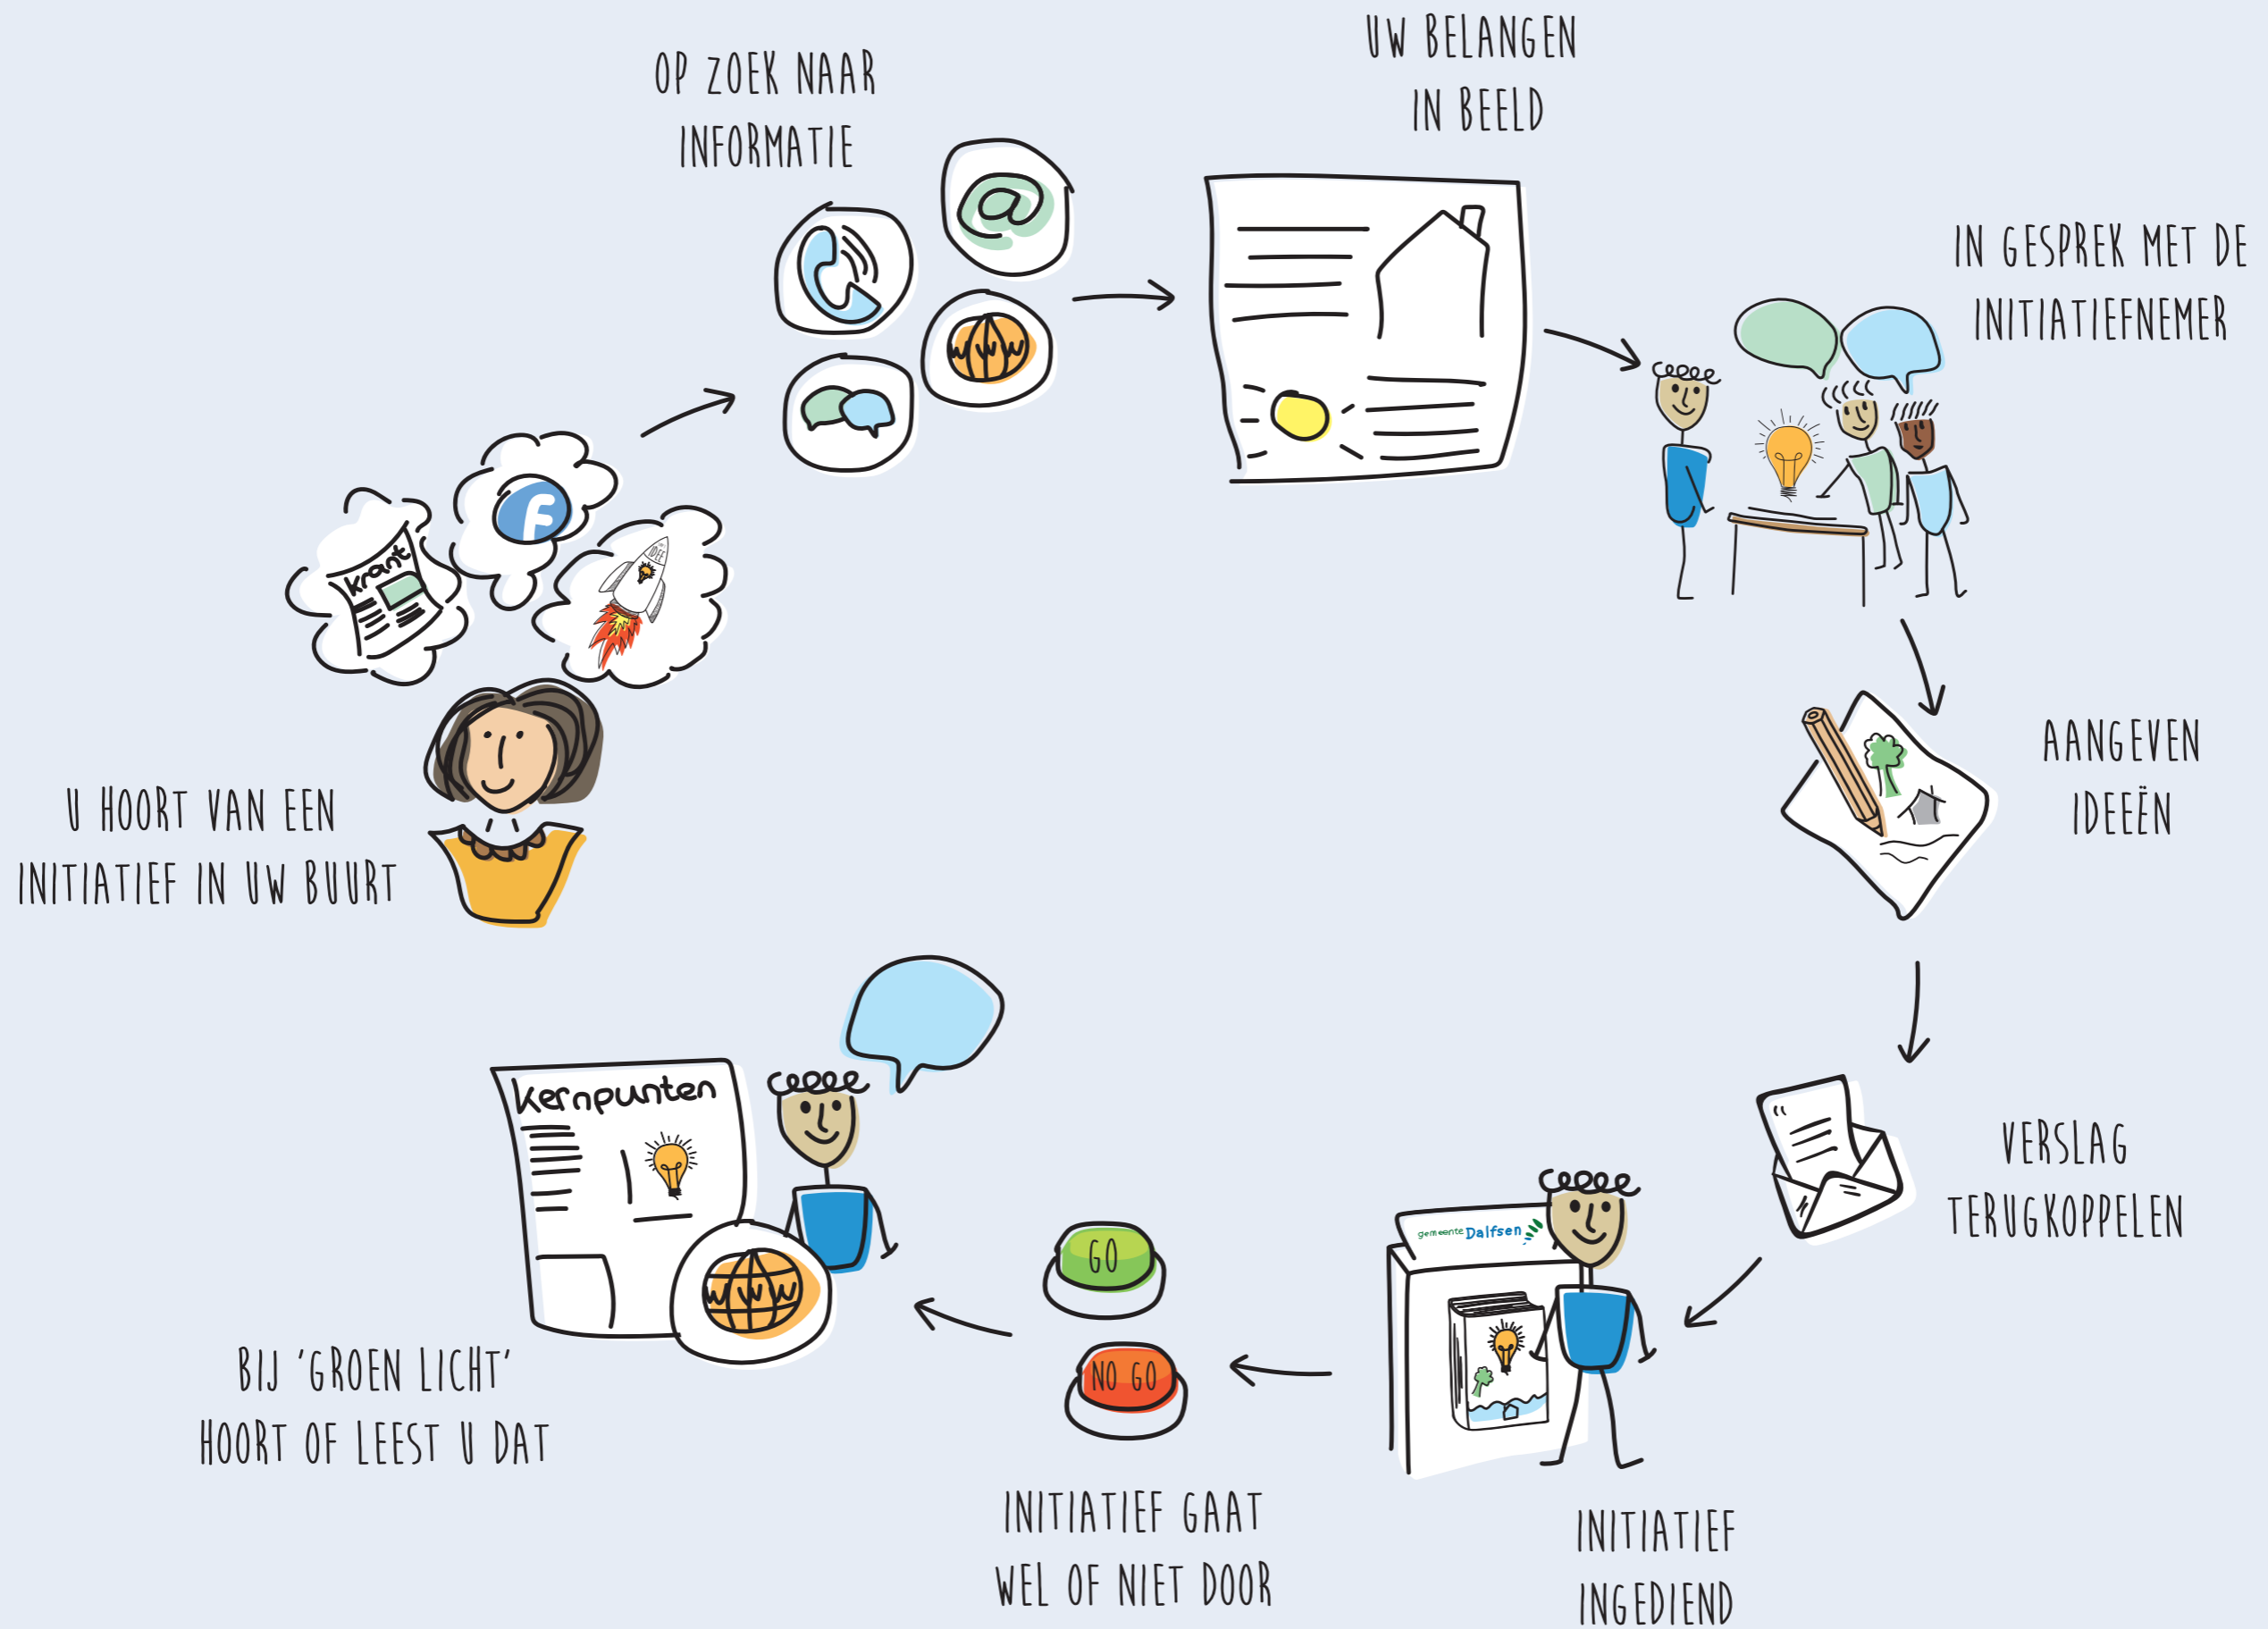 OP ZOEK NAAR
INFORMATIE
UW BELANGEN
IN BEELD
@
WWW
IN GESPREK MET DE
INITIATIEFNEMER
krant
f
IDEE
U HOORT VAN EEN
INITIATIEF IN UW BUURT
AANGEVEN
IDEEËN
VERSLAG
TERUGKOPPELEN
gemeente Dalfsen
INITIATIEF
INGEDIEND
GO
NO GO
INITIATIEF GAAT
WEL OF NIET DOOR
Kernpunten
WWW
BIJ 'GROEN LICHT'
HOORT OF LEEST U DAT